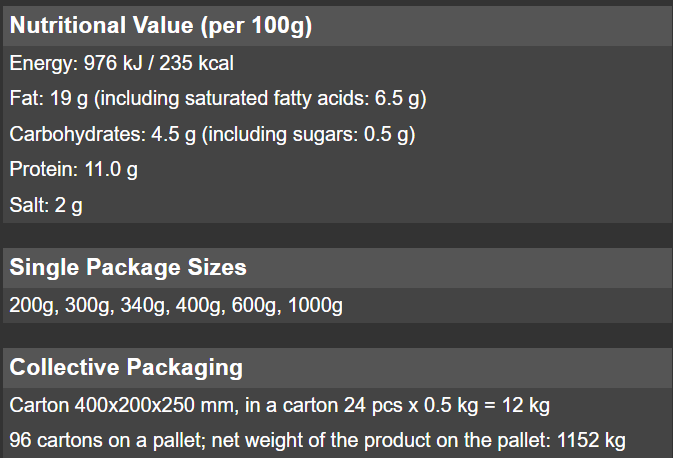 Nutritional Value (per 100g)
Energy: 976 kJ / 235 kcal
Fat: 19 g (including saturated fatty acids: 6.5 g)
Carbohydrates: 4.5 g (including sugars: 0.5 g)
Protein: 11.0 g
Salt: 2 g
Single Package Sizes
200g, 300g, 340g, 400g, 600g, 1000g
Collective Packaging
Carton 400x200x250 mm, in a carton 24 pcs x 0.5 kg = 12 kg
96 cartons on a pallet; net weight of the product on the pallet: 1152 kg